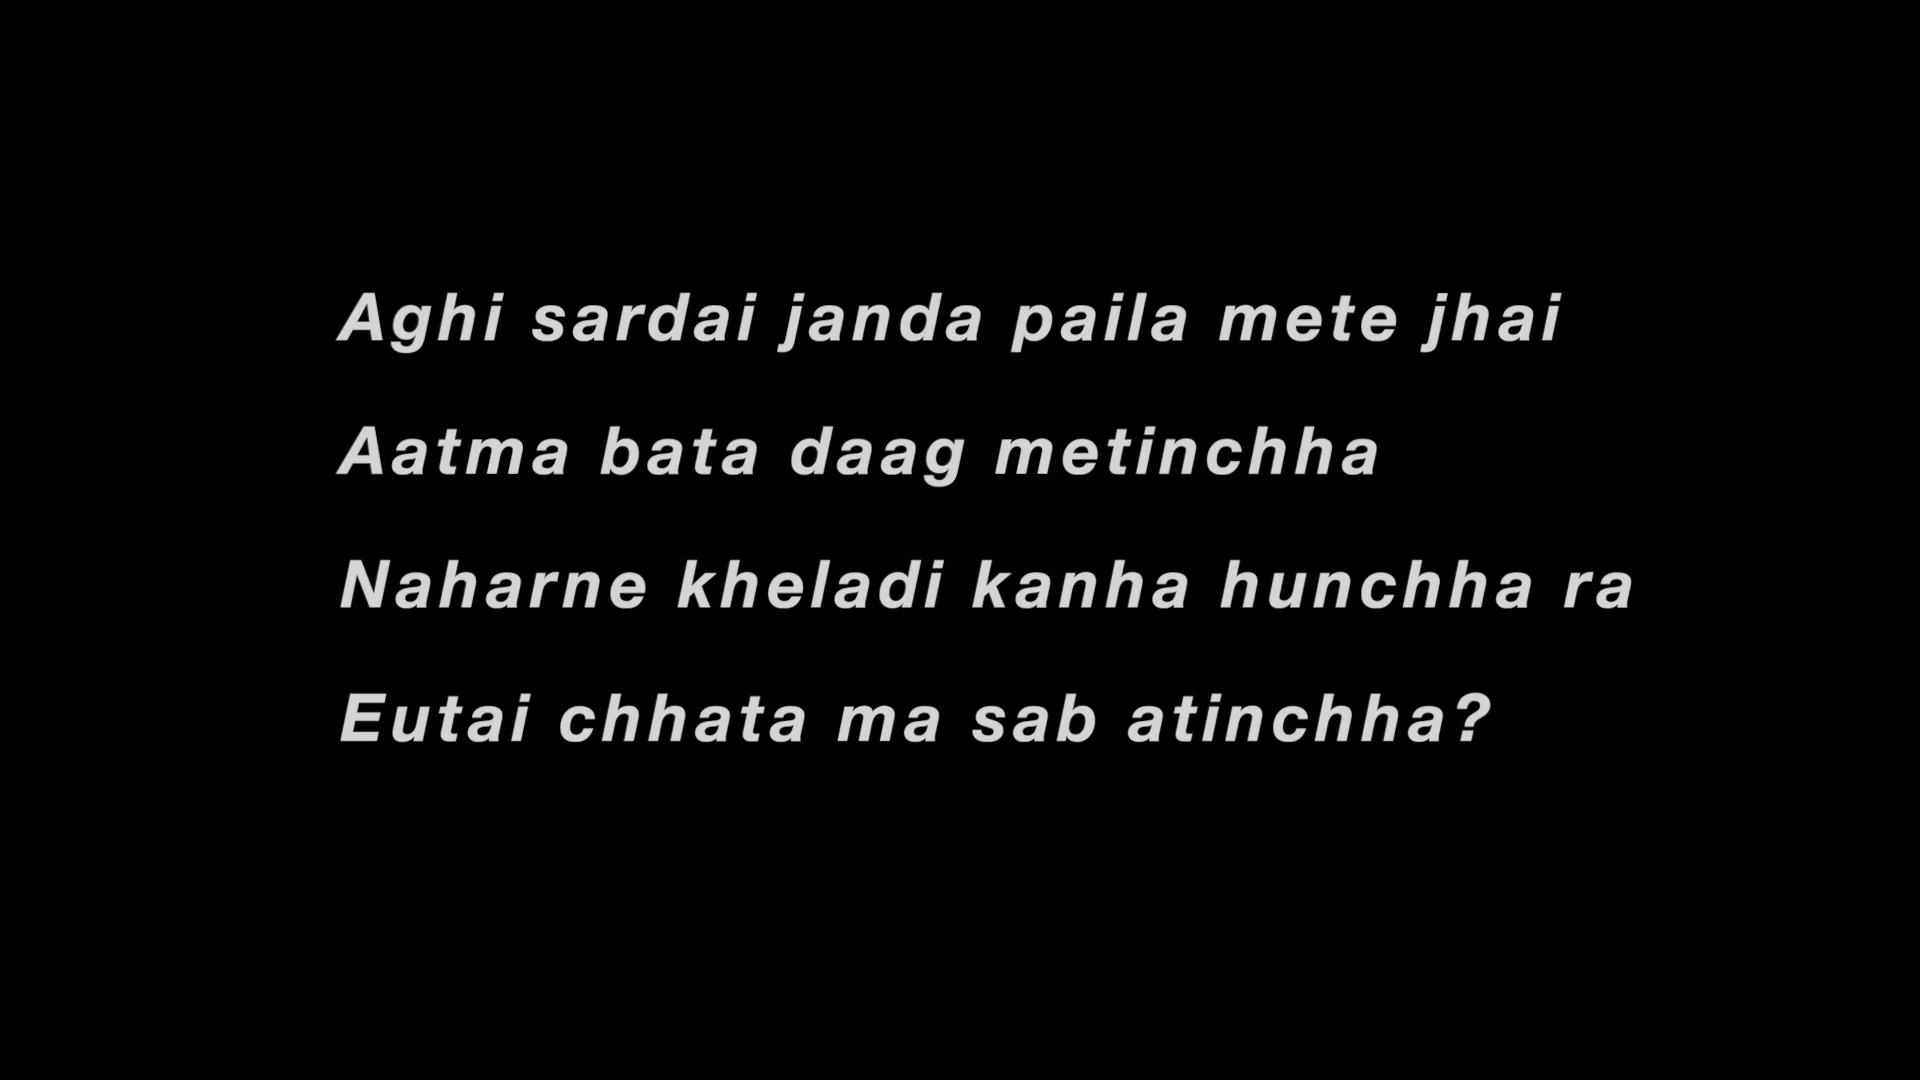 Aghi sardai janda paila mete jhai
Aatma bata daag metinchha
Naharne kheladi kanha hunchha ra
Eutai chhata ma sab atinchha?